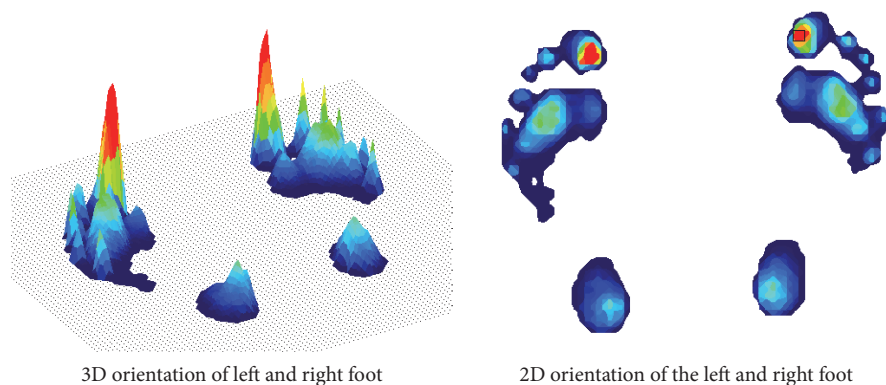 3D orientation of left and right foot
2D orientation of the left and right foot